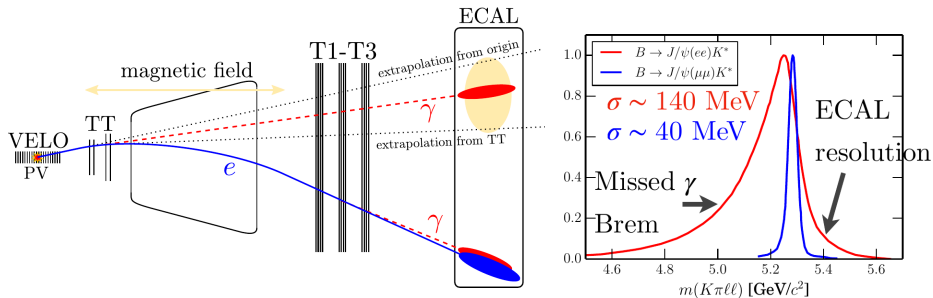 ECAL
T1-T3
extrapolation from origin
magnetic field
γ
TT
VELO
PV
extrapolation from TT
e
γ
B → J/ψ(ee)K*
B → J/ψ(μμ)K*
σ ∼ 140 MeV
σ ∼ 40 MeV
ECAL
resolution
Missed γ
Brem
1.0
0.8
0.6
0.4
0.2
0.0
4.6 4.8 5.0 5.2 5.4 5.6
m(Kπℓℓ) [GeV/c²]